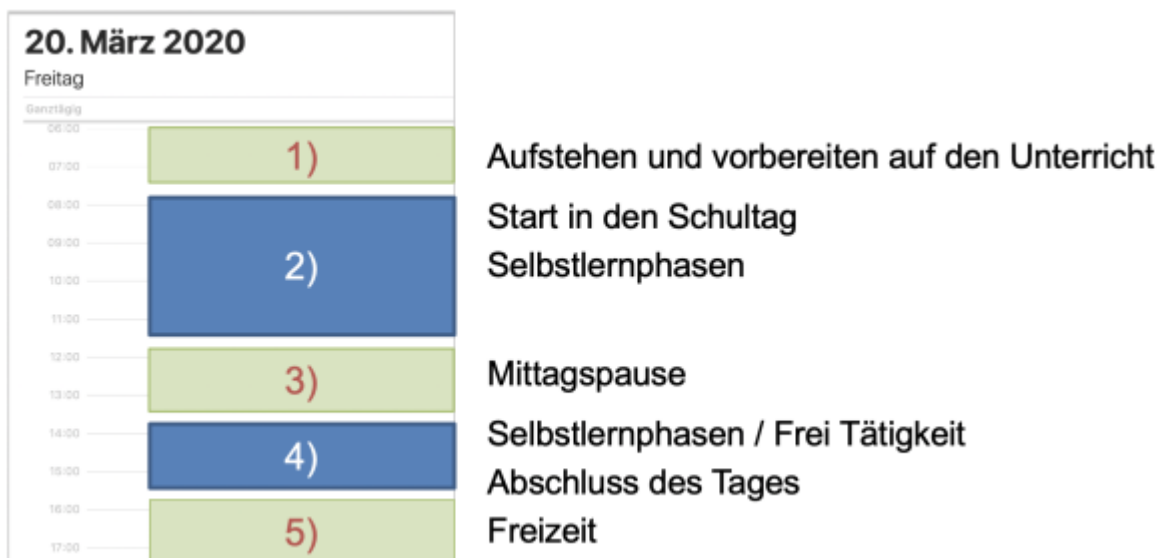 20. März 2020
Freitag
Ganztägig
06:00
07:00
1)
Aufstehen und vorbereiten auf den Unterricht
08:00
09:00
10:00
11:00
2)
Start in den Schultag
Selbstlernphasen
12:00
13:00
3)
Mittagspause
14:00
15:00
4)
Selbstlernphasen / Frei Tätigkeit
Abschluss des Tages
16:00
17:00
5)
Freizeit